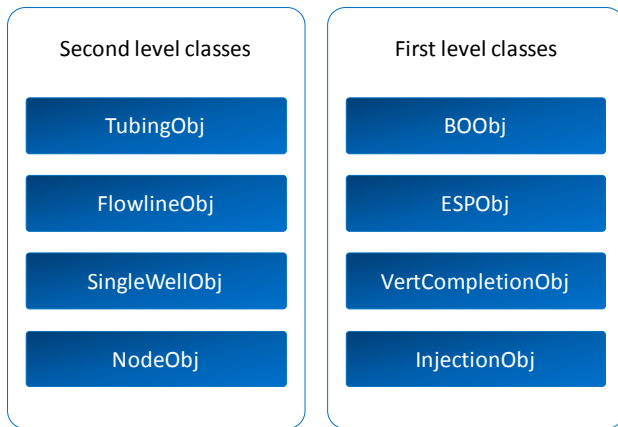 Second level classes
TubingObj
FlowlineObj
SingleWellObj
NodeObj
First level classes
BOObj
ESPObj
VertCompletionObj
InjectionObj